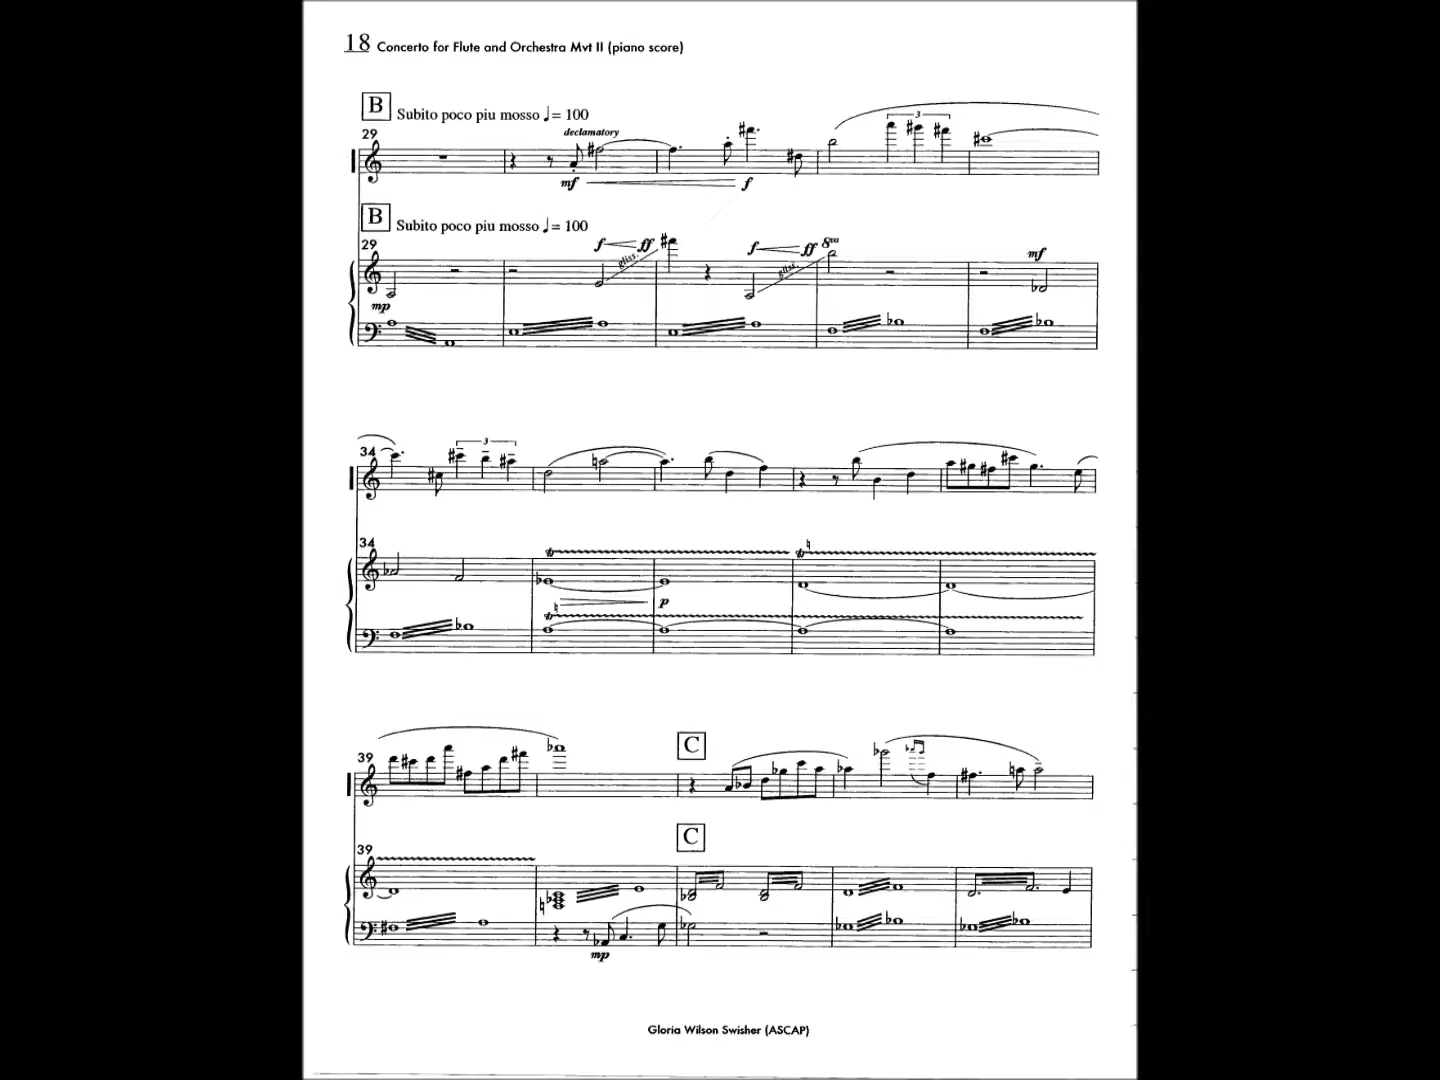 18 Concerto for Flute and Orchestra Mvt II (piano score)
B Subito poco piu mosso ♩= 100
29
declamatory
3
mf f
B Subito poco piu mosso ♩= 100
29
f ff f ff 8va mf
gliss. gliss.
mp
34
3
34
p
39
C
C
39
mp
Gloria Wilson Swisher (ASCAP)